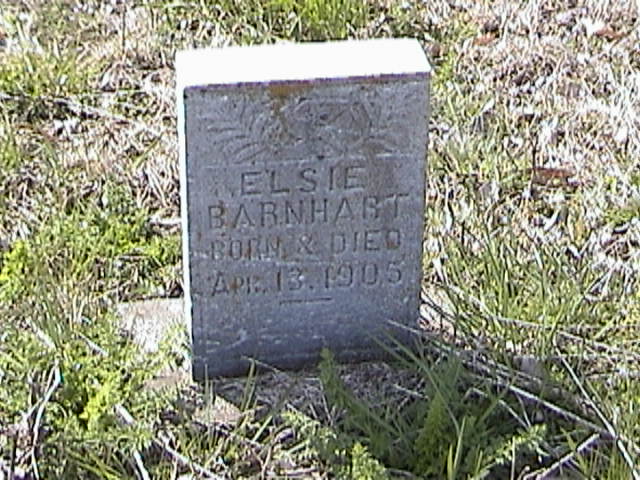 ELSIE
BARNHART
BORN & DIED
APR. 13. 1905